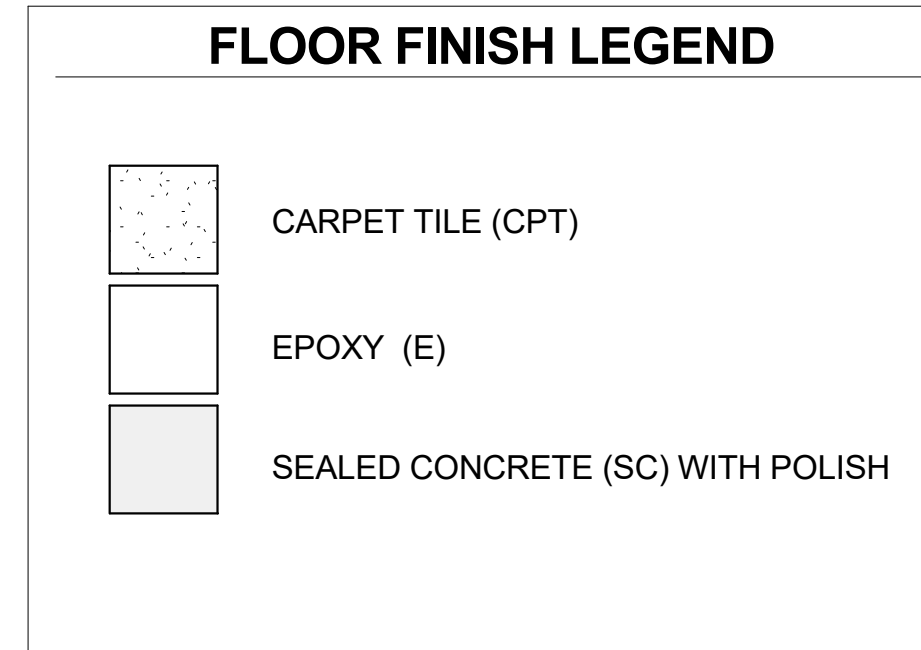 FLOOR FINISH LEGEND
CARPET TILE (CPT)
EPOXY (E)
SEALED CONCRETE (SC) WITH POLISH